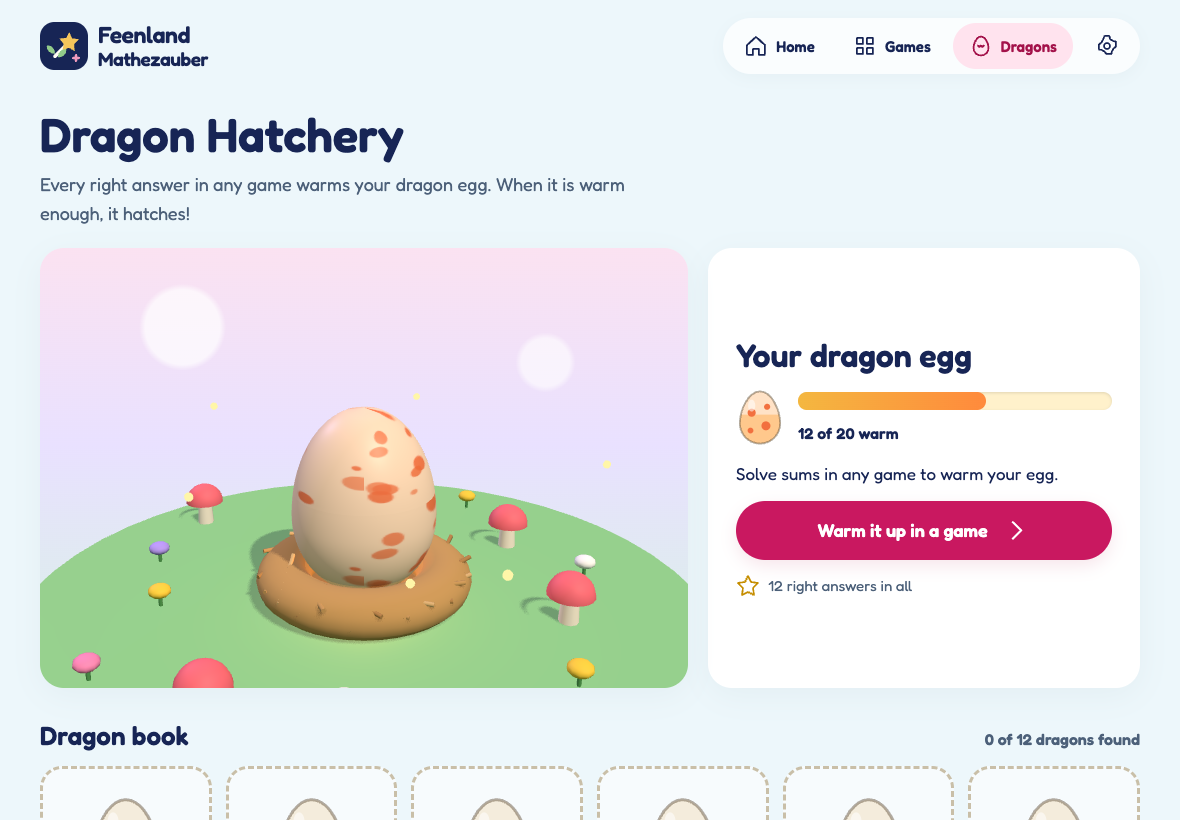 Feenland
Mathezauber
Home
Games
Dragons
Dragon Hatchery
Every right answer in any game warms your dragon egg. When it is warm
enough, it hatches!
Your dragon egg
12 of 20 warm
Solve sums in any game to warm your egg.
Warm it up in a game
12 right answers in all
Dragon book
0 of 12 dragons found